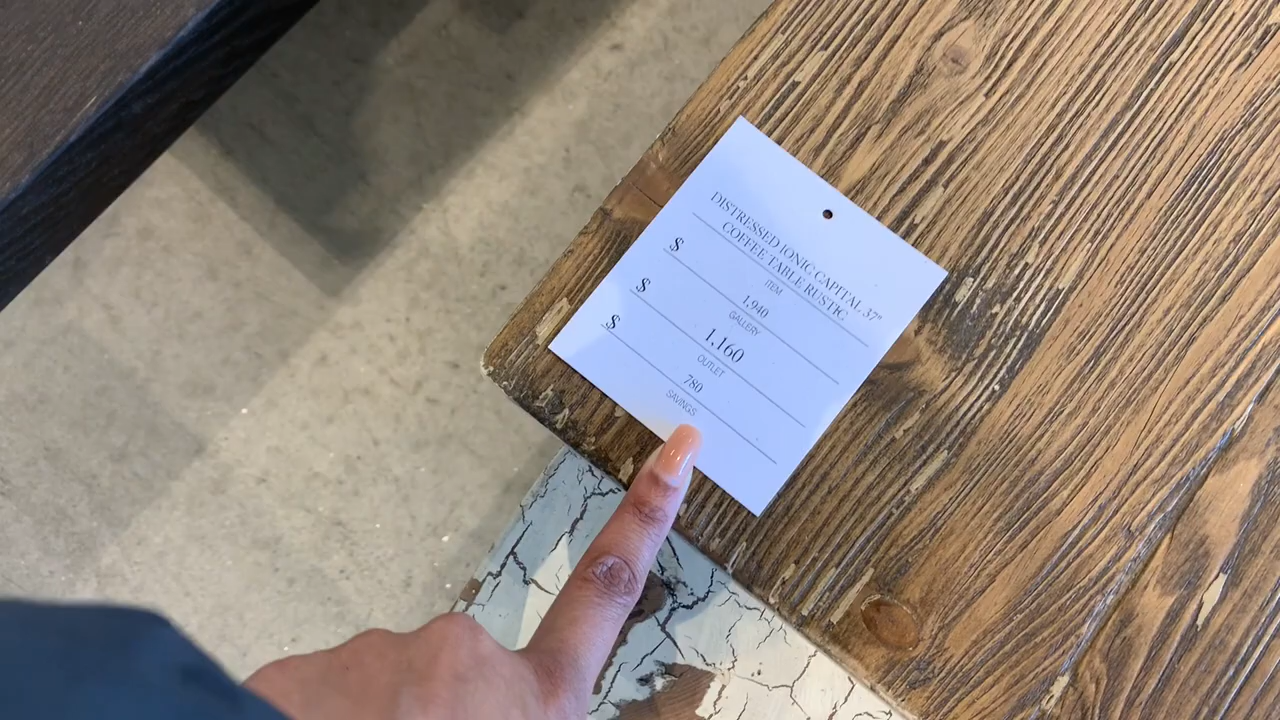 DISTRESSED IONIC CAPITAL 37"
COFFEE TABLE RUSTIC
ITEM
$ 1,940
GALLERY
$ 1,160
OUTLET
$ 780
SAVINGS